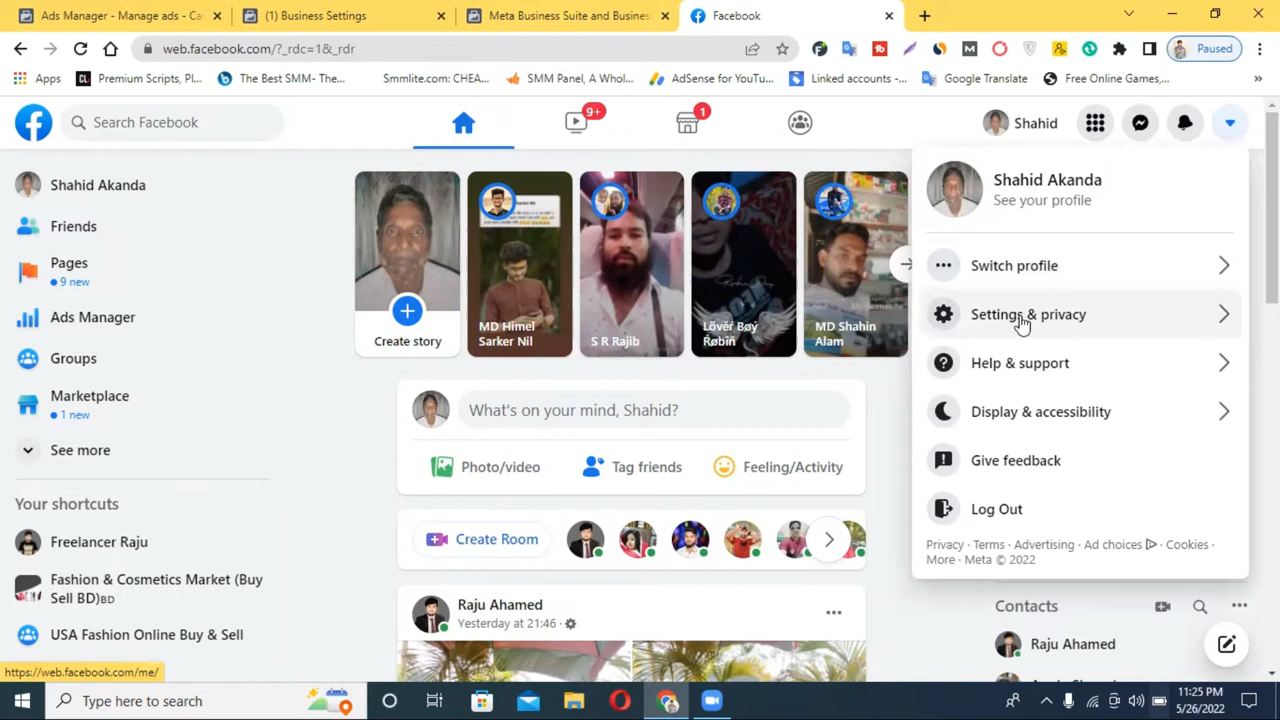 Ads Manager - Manage ads - Ca
(1) Business Settings
Meta Business Suite and Busines
Facebook
web.facebook.com/?_rdc=1&_rdr
Paused
Apps
Premium Scripts, Pl...
The Best SMM- The...
Smmlite.com: CHEA...
SMM Panel, A Whol...
AdSense for YouTu...
Linked accounts -...
Google Translate
Free Online Games,...
Search Facebook
9+
1
Shahid
Shahid Akanda
Friends
Pages
9 new
Ads Manager
Groups
Marketplace
1 new
See more
Your shortcuts
Freelancer Raju
Fashion & Cosmetics Market (Buy
Sell BD)BD
USA Fashion Online Buy & Sell
https://web.facebook.com/me/
Create story
MD Himel
Sarker Nil
S R Rajib
Lõvêř Bøý
Røbiñ
MD Shahin
Alam
What's on your mind, Shahid?
Photo/video
Tag friends
Feeling/Activity
Create Room
Raju Ahamed
Yesterday at 21:46 ·
Shahid Akanda
See your profile
Switch profile
Settings & privacy
Help & support
Display & accessibility
Give feedback
Log Out
Privacy · Terms · Advertising · Ad choices · Cookies ·
More · Meta © 2022
Contacts
Raju Ahamed
Type here to search
11:25 PM
5/26/2022